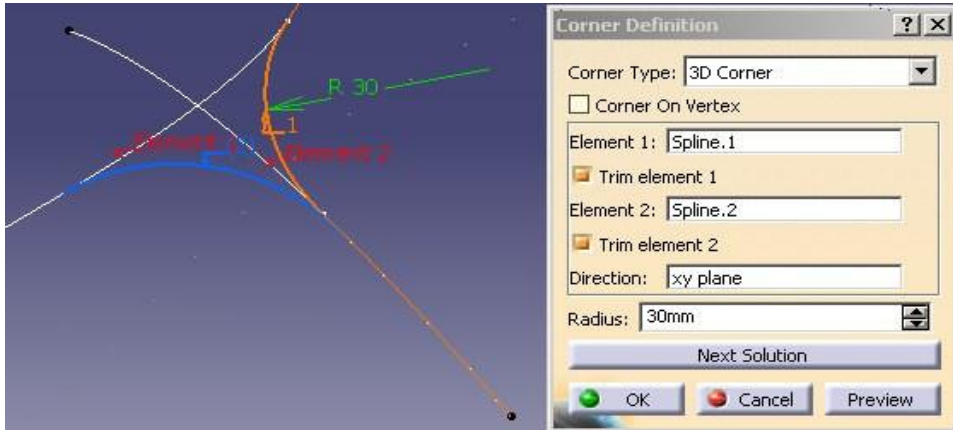 R 30
1
Element 1
Element 2
Corner Definition
Corner Type: 3D Corner
Corner On Vertex
Element 1: Spline.1
Trim element 1
Element 2: Spline.2
Trim element 2
Direction: xy plane
Radius: 30mm
Next Solution
OK Cancel Preview